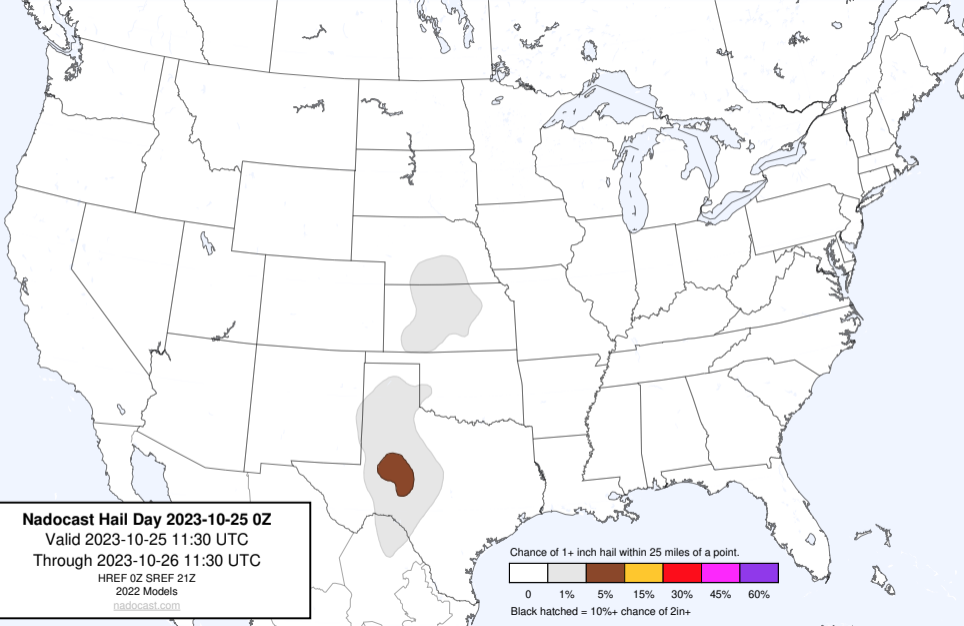 Nadocast Hail Day 2023-10-25 0Z
Valid 2023-10-25 11:30 UTC
Through 2023-10-26 11:30 UTC
HREF 0Z SREF 21Z
2022 Models
nadocast.com
Chance of 1+ inch hail within 25 miles of a point.
0 1% 5% 15% 30% 45% 60%
Black hatched = 10%+ chance of 2in+